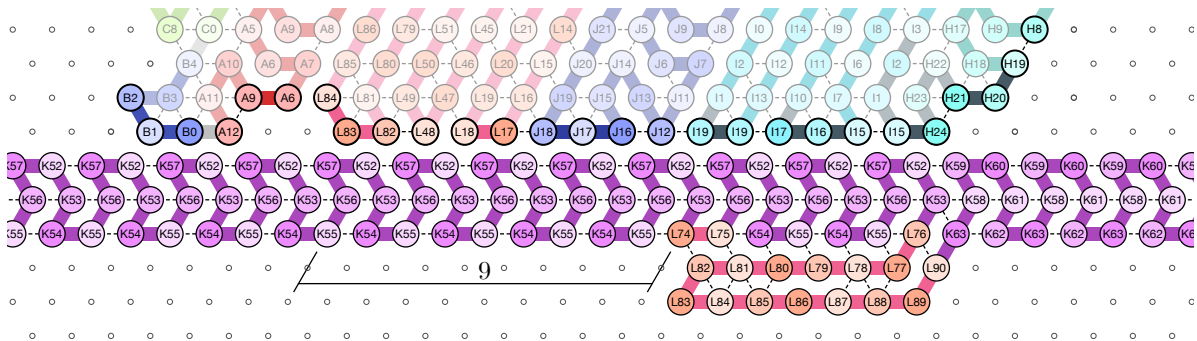 C8 C0 A5 A9 A8 L86 L79 L51 L45 L21 L14 J21 J5 J9 J8 I0 I14 I9 I8 I3 H17 H9 H8
B4 A10 A6 A7 L85 L80 L50 L46 L20 L15 J20 J14 J6 J7 I2 I12 I11 I6 I2 H22 H18 H19
B2 B3 A11 A9 A6 L84 L81 L49 L47 L19 L16 J19 J15 J13 J11 I1 I13 I10 I7 I1 H23 H21 H20
B1 B0 A12 L83 L82 L48 L18 L17 J18 J17 J16 J12 I19 I19 I17 I16 I15 I15 H24
K57 K52 K57 K52 K57 K52 K57 K52 K57 K52 K57 K52 K57 K52 K57 K52 K57 K52 K57 K52 K57 K52 K57 K52 K59 K60 K59 K60 K59 K60 K5
K56 K53 K56 K53 K56 K53 K56 K53 K56 K53 K56 K53 K56 K53 K56 K53 K56 K53 K56 K53 K56 K53 K56 K53 K58 K61 K58 K61 K58 K61
K55 K54 K55 K54 K55 K54 K55 K54 K55 K54 K55 K54 K55 K54 K55 K54 K55 L74 L75 K54 K55 K54 K55 L76 K63 K62 K63 K62 K63 K62 K6
9 L82 L81 L80 L79 L78 L77 L90
L83 L84 L85 L86 L87 L88 L89